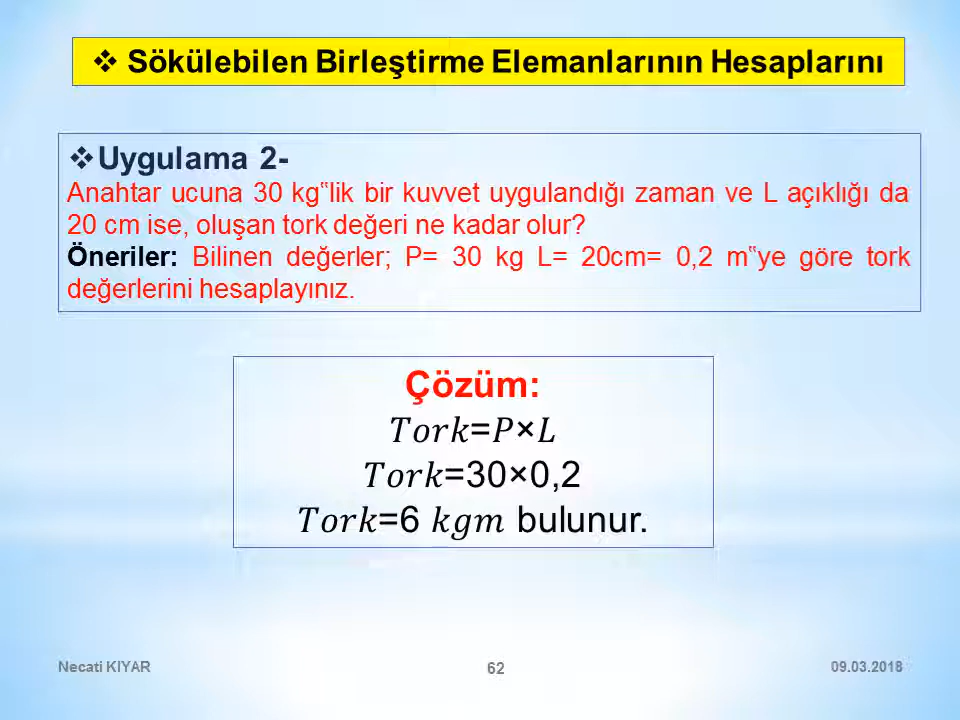 ❖ Sökülebilen Birleştirme Elemanlarının Hesaplarını
❖Uygulama 2-
Anahtar ucuna 30 kg‟lik bir kuvvet uygulandığı zaman ve L açıklığı da
20 cm ise, oluşan tork değeri ne kadar olur?
Öneriler: Bilinen değerler; P= 30 kg L= 20cm= 0,2 m‟ye göre tork
değerlerini hesaplayınız.
Çözüm:
𝑇𝑜𝑟𝑘=𝑃×𝐿
𝑇𝑜𝑟𝑘=30×0,2
𝑇𝑜𝑟𝑘=6 𝑘𝑔𝑚 bulunur.
Necati KIYAR
62
09.03.2018